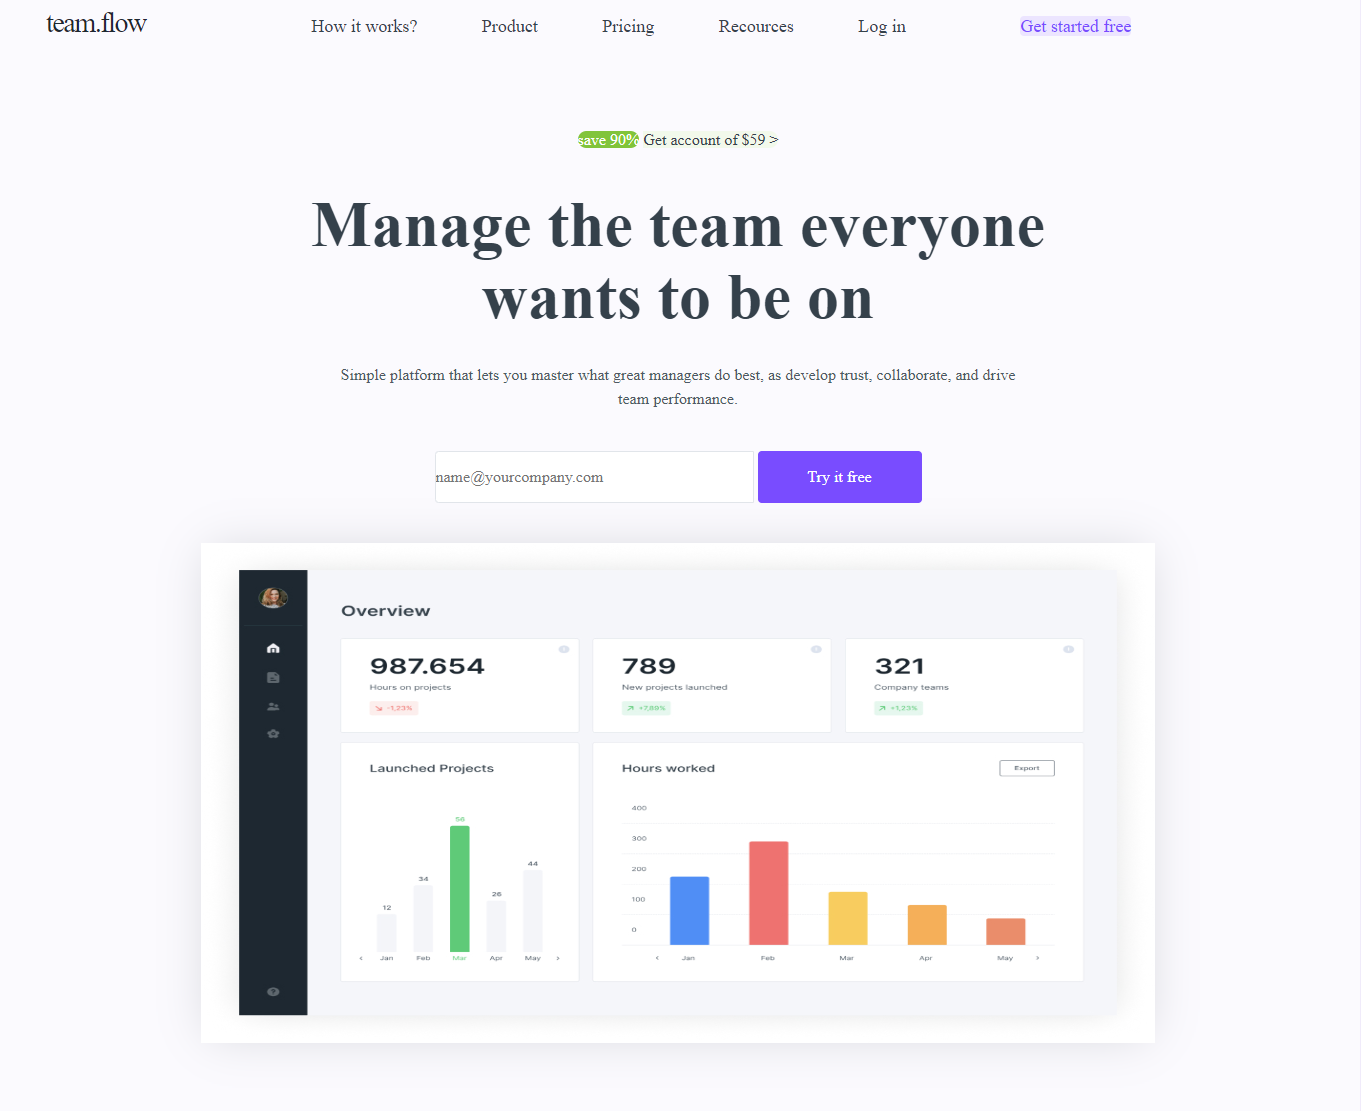 team.flow
How it works? Product Pricing Recources Log in Get started free
save 90% Get account of $59 >
Manage the team everyone
wants to be on
Simple platform that lets you master what great managers do best, as develop trust, collaborate, and drive
team performance.
name@yourcompany.com Try it free
Overview
987.654
Hours on projects
-1,23%
789
New projects launched
+7,89%
321
Company teams
+1,23%
Launched Projects
56
44
34
26
12
< Jan Feb Mar Apr May >
Hours worked
Export
400
300
200
100
0
< Jan Feb Mar Apr May >